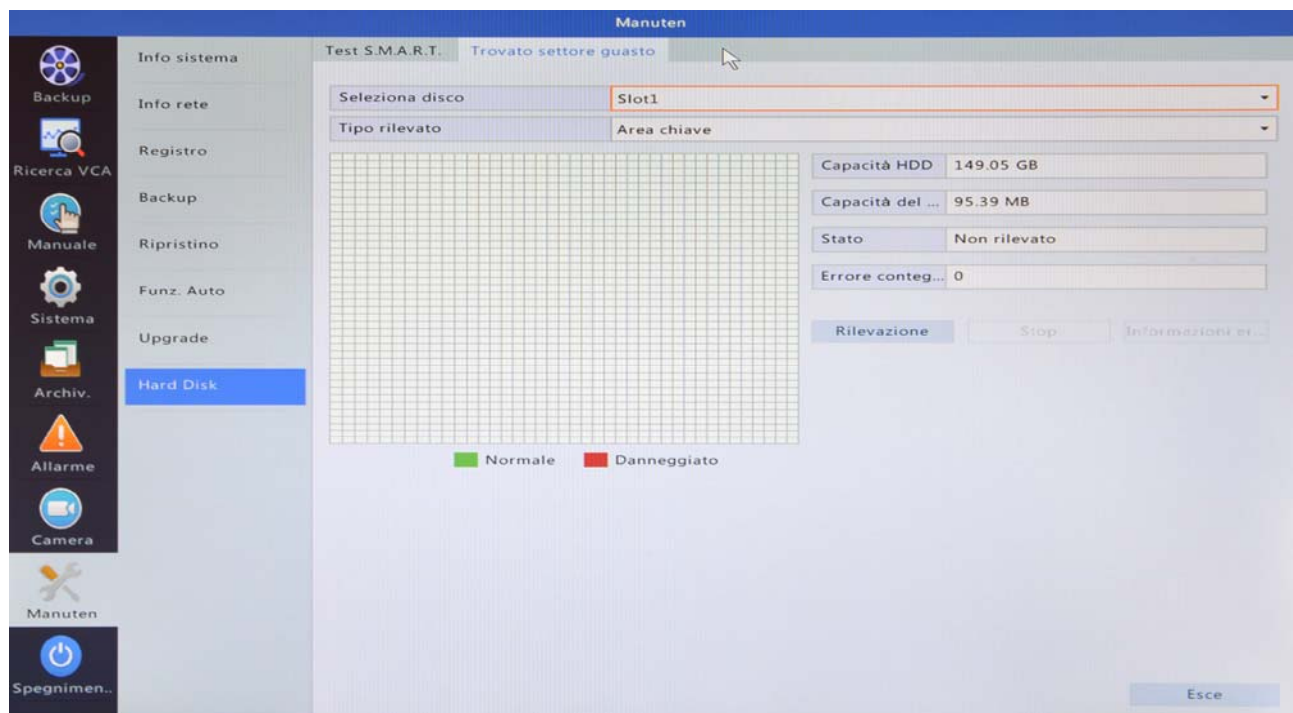 Manuten
Backup
Ricerca VCA
Manuale
Sistema
Archiv.
Allarme
Camera
Manuten
Spegnimen..
Info sistema
Info rete
Registro
Backup
Ripristino
Funz. Auto
Upgrade
Hard Disk
Test S.M.A.R.T. Trovato settore guasto
Seleziona disco Slot1
Tipo rilevato Area chiave
Capacità HDD 149.05 GB
Capacità del ... 95.39 MB
Stato Non rilevato
Errore conteg... 0
Rilevazione Stop Informazioni er...
Normale Danneggiato
Esce